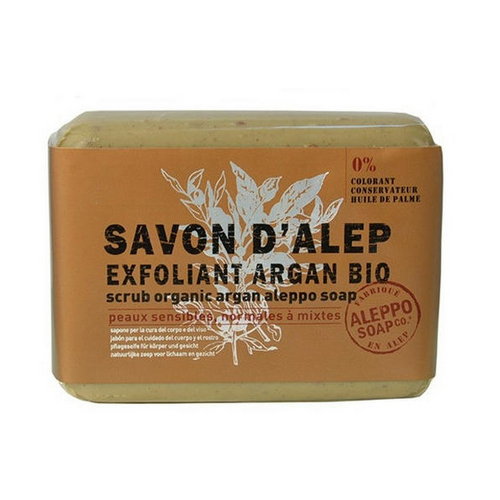 0%
COLORANT
CONSERVATEUR
HUILE DE PALME
SAVON D'ALEP
EXFOLIANT ARGAN BIO
scrub organic argan aleppo soap
peaux sensibles, normales à mixtes
sapone per la cura del corpo e del viso
jabón para el cuidado del cuerpo y el rostro
pflegeseife für körper und gesicht
natuurlijke zeep voor lichaam en gezicht
FABRIQUÉ
ALEPPO
SOAP CO.
EN ALEP